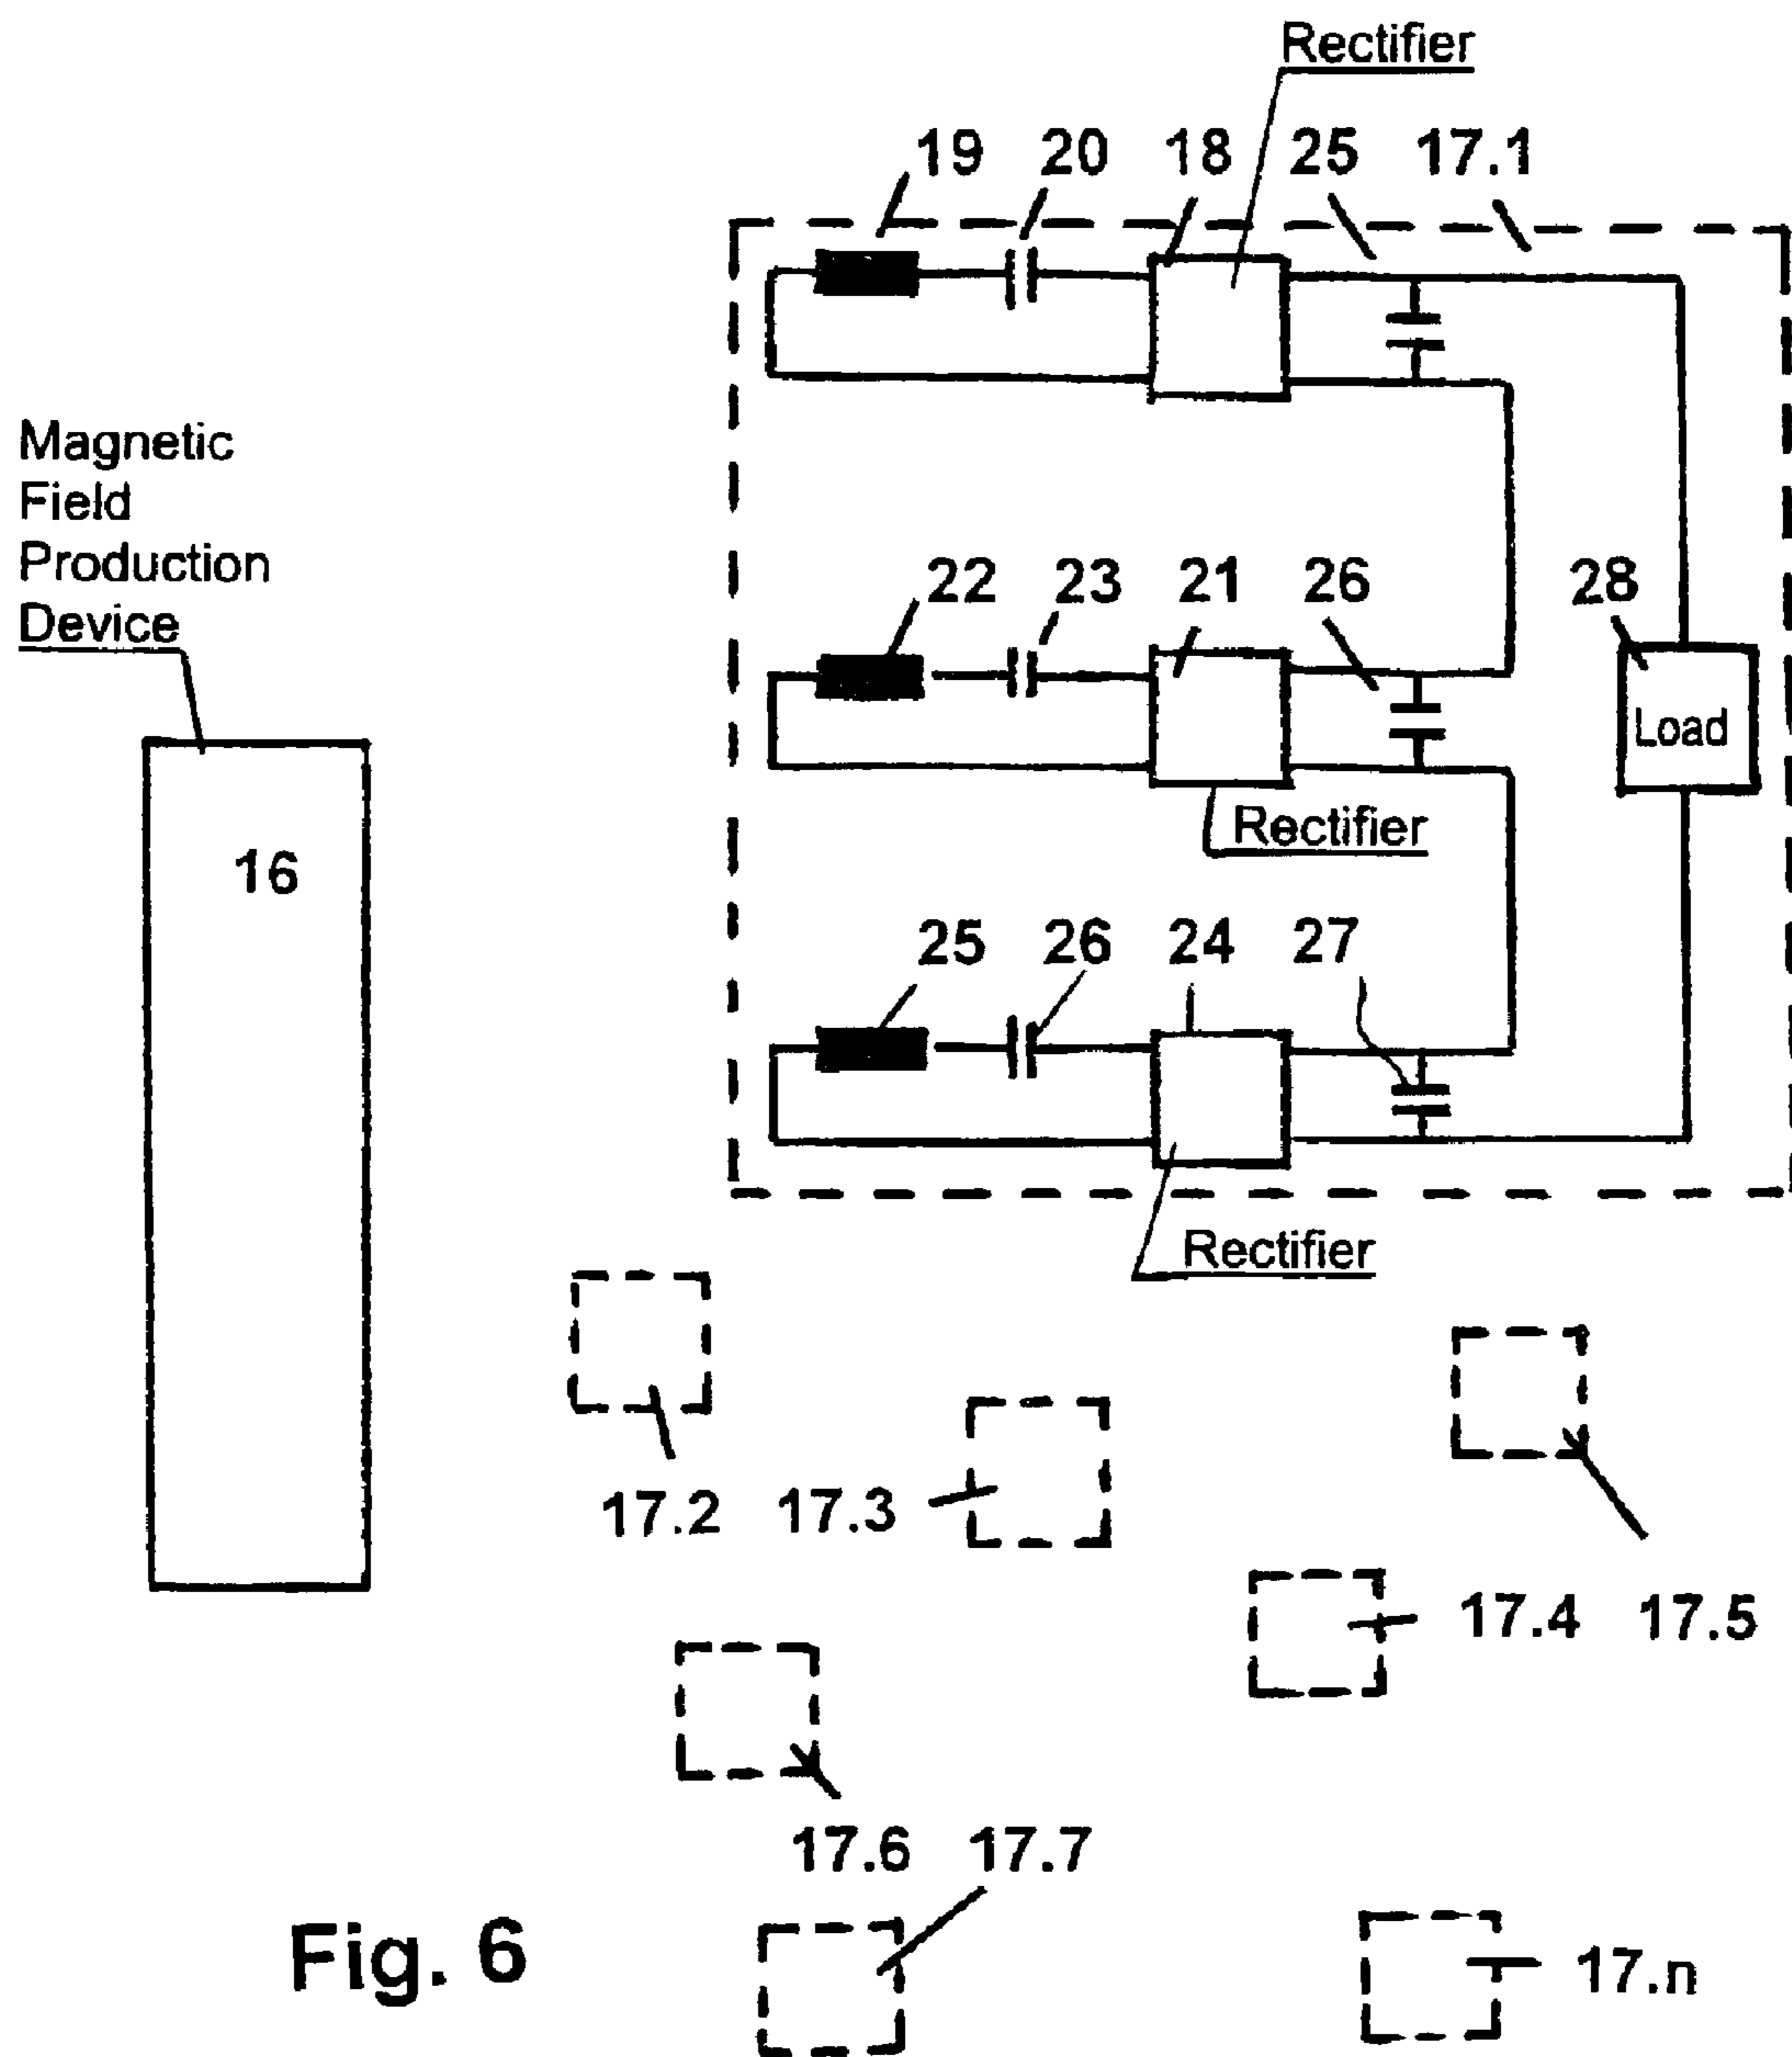 Rectifier
19 20 18 25 17.1
Magnetic
Field
Production
Device
22 23 21 26 28
Load
Rectifier
16
25 26 24 27
Rectifier
17.2 17.3
17.4 17.5
17.6 17.7
Fig. 6
17.n